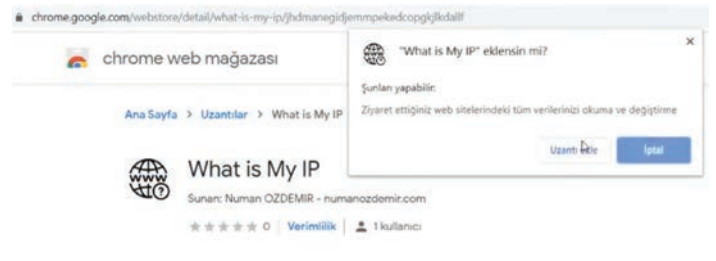 chrome.google.com/webstore/detail/what-is-my-ip/jhdmanegidjemmpekedcopgkjlkdallf
chrome web mağazası
"What is My IP" eklensin mi?
Şunları yapabilir:
Ziyaret ettiğiniz web sitelerindeki tüm verilerinizi okuma ve değiştirme
Uzantı ekle
İptal
Ana Sayfa > Uzantılar > What is My IP
WWW
What is My IP
Sunan: Numan OZDEMIR - numanozdemir.com
0 Verimlilik 1 kullanıcı